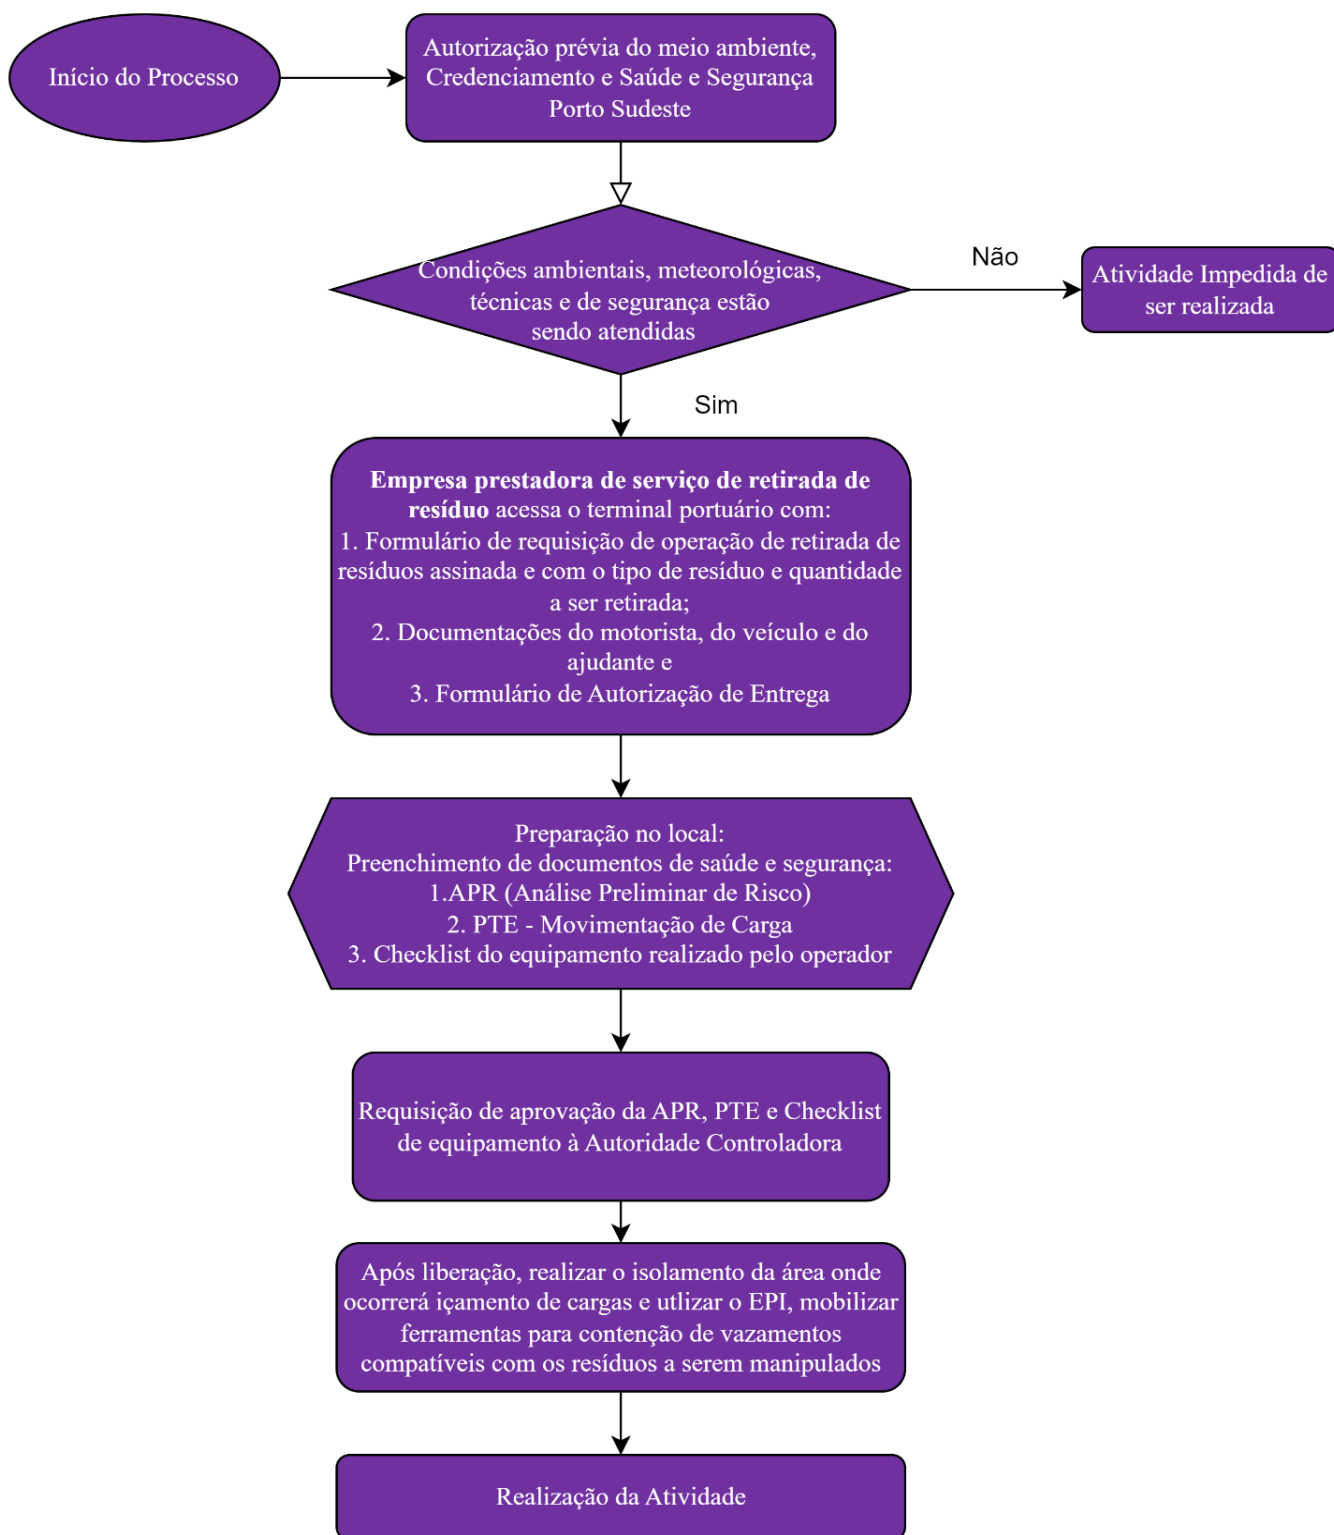 Início do Processo
Autorização prévia do meio ambiente,
Credenciamento e Saúde e Segurança
Porto Sudeste
Condições ambientais, meteorológicas,
técnicas e de segurança estão
sendo atendidas
Não
Atividade Impedida de
ser realizada
Sim
Empresa prestadora de serviço de retirada de
resíduo acessa o terminal portuário com:
1. Formulário de requisição de operação de retirada de
resíduos assinada e com o tipo de resíduo e quantidade
a ser retirada;
2. Documentações do motorista, do veículo e do
ajudante e
3. Formulário de Autorização de Entrega
Preparação no local:
Preenchimento de documentos de saúde e segurança:
1.APR (Análise Preliminar de Risco)
2. PTE - Movimentação de Carga
3. Checklist do equipamento realizado pelo operador
Requisição de aprovação da APR, PTE e Checklist
de equipamento à Autoridade Controladora
Após liberação, realizar o isolamento da área onde
ocorrerá içamento de cargas e utlizar o EPI, mobilizar
ferramentas para contenção de vazamentos
compatíveis com os resíduos a serem manipulados
Realização da Atividade